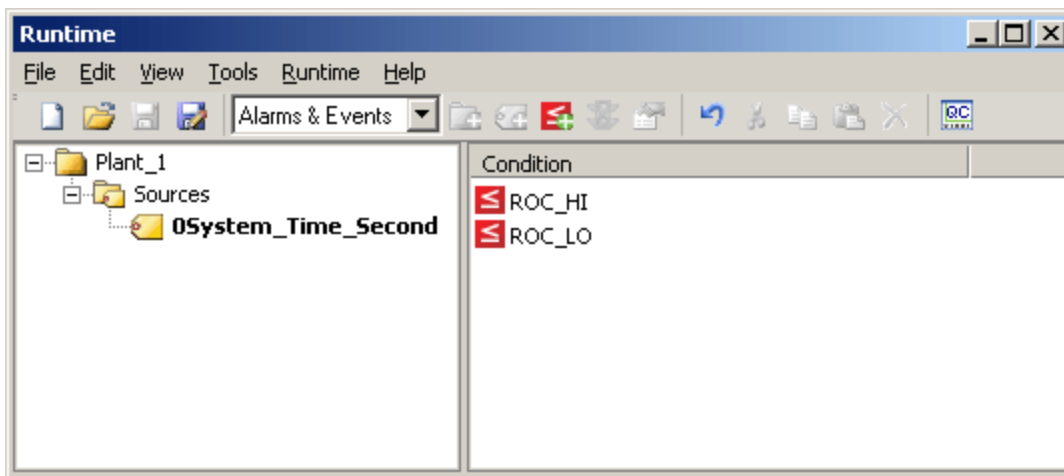 Runtime
File Edit View Tools Runtime Help
Alarms & Events QC
Plant_1
Sources
0System_Time_Second
Condition
ROC_HI
ROC_LO